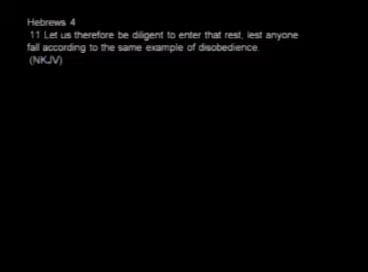 Hebrews 4
11 Let us therefore be diligent to enter that rest, lest anyone
fall according to the same example of disobedience.
(NKJV)